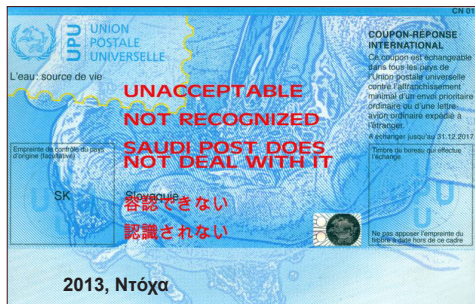 CN 01
UPU
UNION
POSTALE
UNIVERSELLE
COUPON-REPONSE
INTERNATIONAL
Ce coupon est échangeable
dans tous les pays de
l'Union postale universelle
contre l'affranchissement
minimal d'un envoi prioritaire
ordinaire ou d'une lettre
avion ordinaire expédié à
l'étranger.
A échanger jusqu'au 31.12.2017
L'eau: source de vie
UNACCEPTABLE
NOT RECOGNIZED
SAUDI POST DOES
NOT DEAL WITH IT
Empreinte de contrôle du pays
d'origine (facultative)
SK
Slovaquie
容認できない
認識されない
Timbre du bureau qui effectue
l'échange
Ne pas apposer l'empreinte du
timbre à date hors de ce cadre
2013, Ντόχα